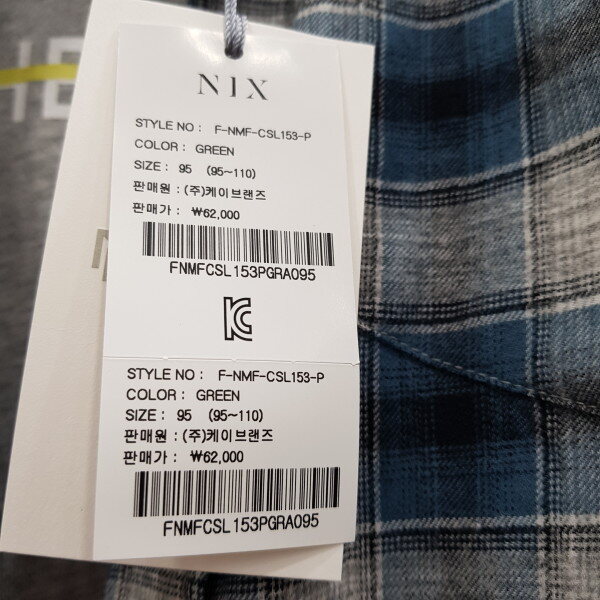 NIX
STYLE NO : F-NMF-CSL153-P
COLOR : GREEN
SIZE : 95 (95~110)
판매원 : (주)케이브랜즈
판매가 : ₩62,000
FNMFCSL153PGRA095
STYLE NO : F-NMF-CSL153-P
COLOR : GREEN
SIZE : 95 (95~110)
판매원 : (주)케이브랜즈
판매가 : ₩62,000
FNMFCSL153PGRA095